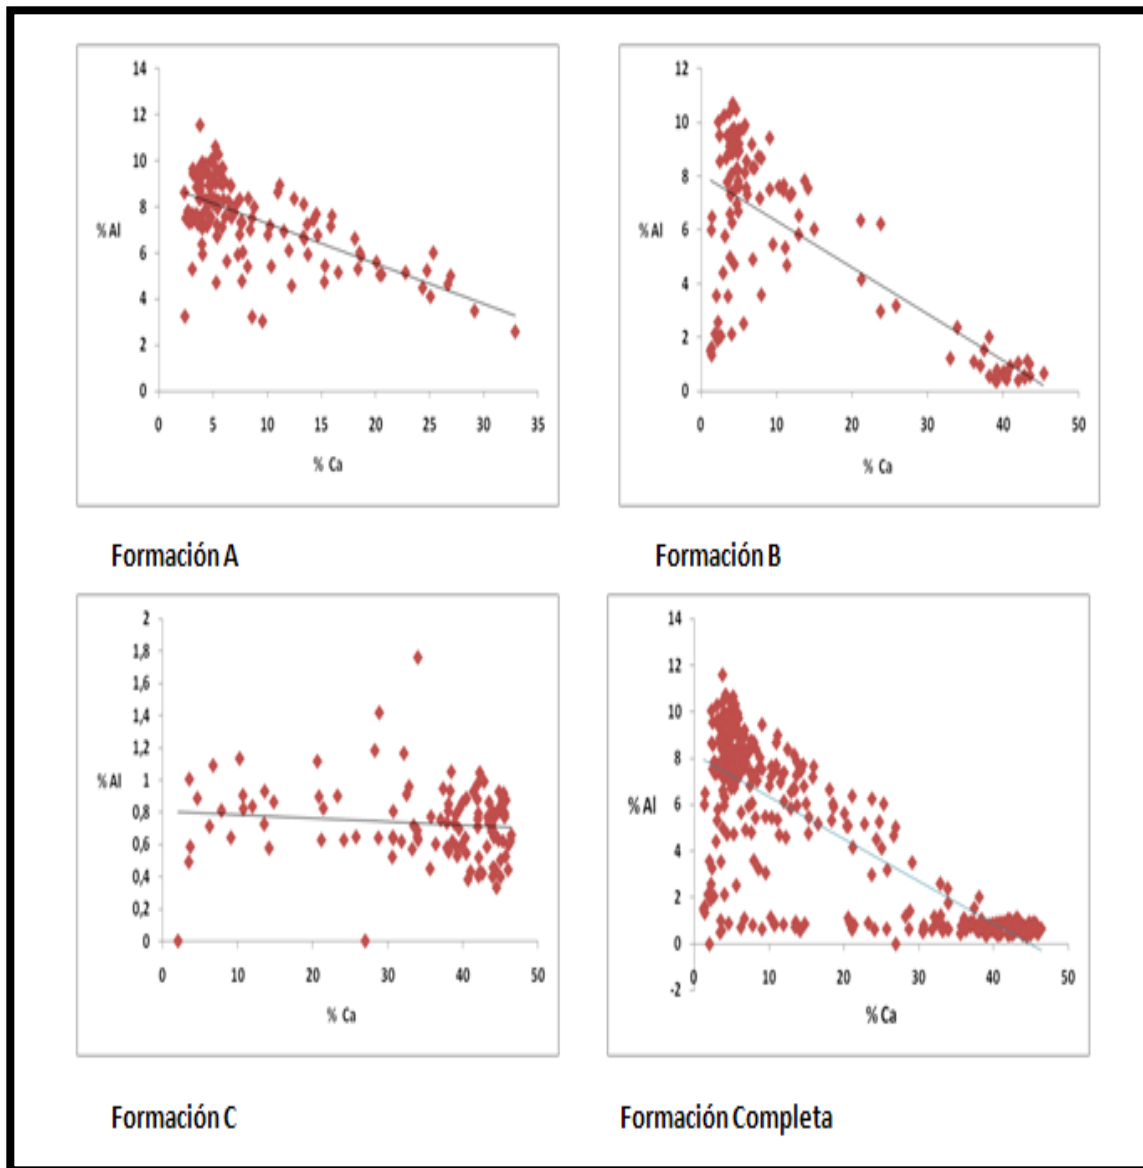 14
12
10
8
% Al
6
4
2
0
0 5 10 15 20 25 30 35
% Ca
Formación A
12
10
8
% Al
6
4
2
0
0 10 20 30 40 50
% Ca
Formación B
2
1,8
1,6
1,4
1,2
% Al
1
0,8
0,6
0,4
0,2
0
0 10 20 30 40 50
% Ca
Formación C
14
12
10
8
% Al
6
4
2
0
-2
0 10 20 30 40 50
% Ca
Formación Completa